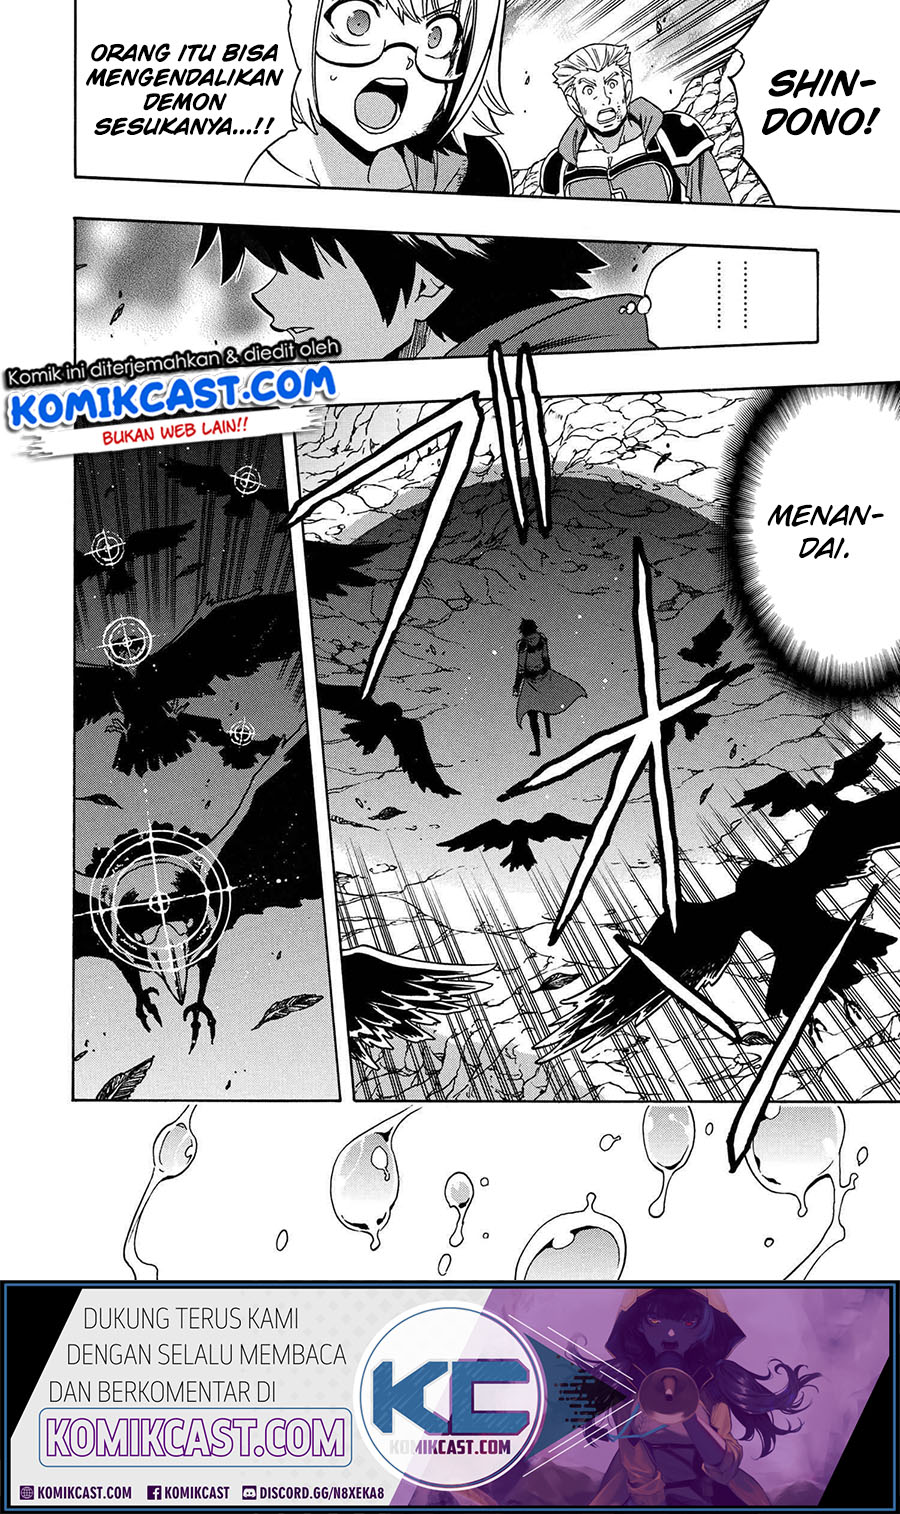 SHIN-
DONO!
ORANG ITU BISA
MENGENDALIKAN
DEMON
SESUKANYA...!!
Komik ini diterjemahkan & diedit oleh
KOMIKCAST.COM
BUKAN WEB LAIN!!
MENAN-
DAI.
DUKUNG TERUS KAMI
DENGAN SELALU MEMBACA
DAN BERKOMENTAR DI
KOMIKCAST.COM
KC
KOMIKCAST.COM
KOMIKCAST.COM KOMIKCAST DISCORD.GG/N8XEKA8